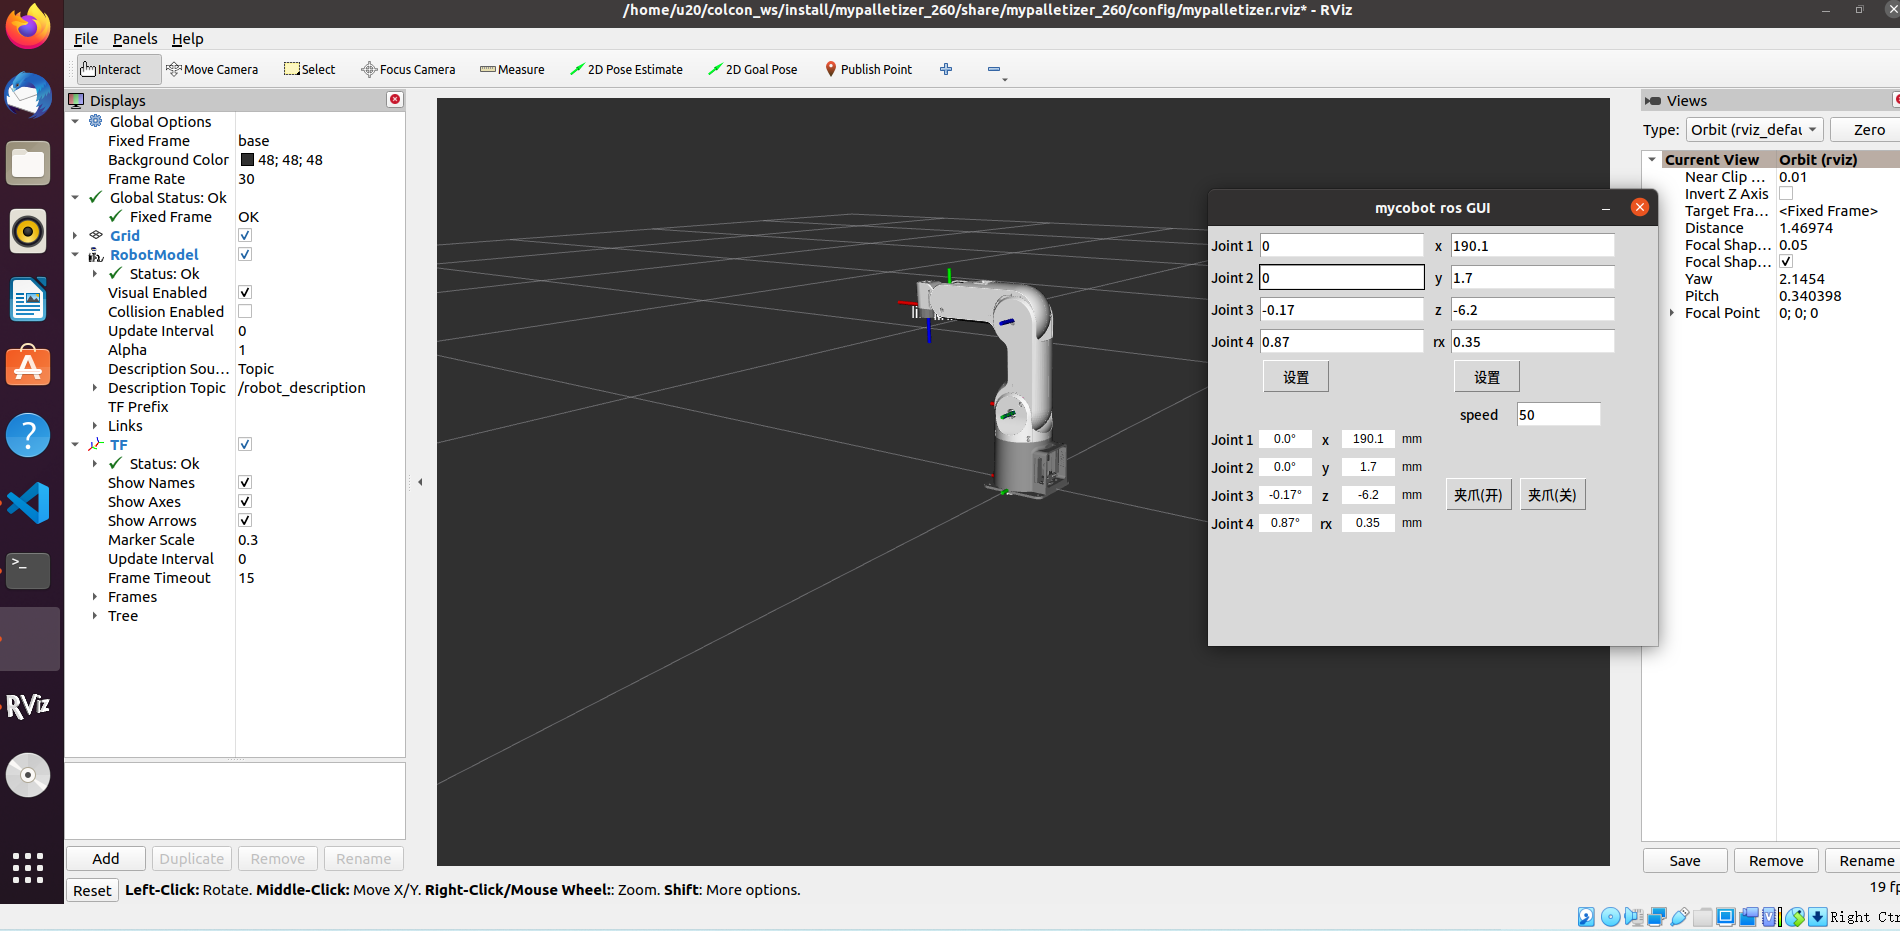 /home/u20/colcon_ws/install/mypalletizer_260/share/mypalletizer_260/config/mypalletizer.rviz* - RViz
File Panels Help
Interact Move Camera Select Focus Camera Measure 2D Pose Estimate 2D Goal Pose Publish Point
Displays
Global Options
Fixed Frame base
Background Color 48; 48; 48
Frame Rate 30
Global Status: Ok
Fixed Frame OK
Grid
RobotModel
Status: Ok
Visual Enabled
Collision Enabled
Update Interval 0
Alpha 1
Description Sou... Topic
Description Topic /robot_description
TF Prefix
Links
TF
Status: Ok
Show Names
Show Axes
Show Arrows
Marker Scale 0.3
Update Interval 0
Frame Timeout 15
Frames
Tree
Add Duplicate Remove Rename
Reset Left-Click: Rotate. Middle-Click: Move X/Y. Right-Click/Mouse Wheel:: Zoom. Shift: More options.
mycobot ros GUI
Joint 1 0 x 190.1
Joint 2 0 y 1.7
Joint 3 -0.17 z -6.2
Joint 4 0.87 rx 0.35
设置 设置
speed 50
Joint 1 0.0° x 190.1 mm
Joint 2 0.0° y 1.7 mm
Joint 3 -0.17° z -6.2 mm
夹爪(开) 夹爪(关)
Joint 4 0.87° rx 0.35 mm
Views
Type: Orbit (rviz_defau Zero
Current View Orbit (rviz)
Near Clip ... 0.01
Invert Z Axis
Target Fra... <Fixed Frame>
Distance 1.46974
Focal Shap... 0.05
Focal Shap...
Yaw 2.1454
Pitch 0.340398
Focal Point 0; 0; 0
Save Remove Rename
19 fp
RViz
Right Ctr